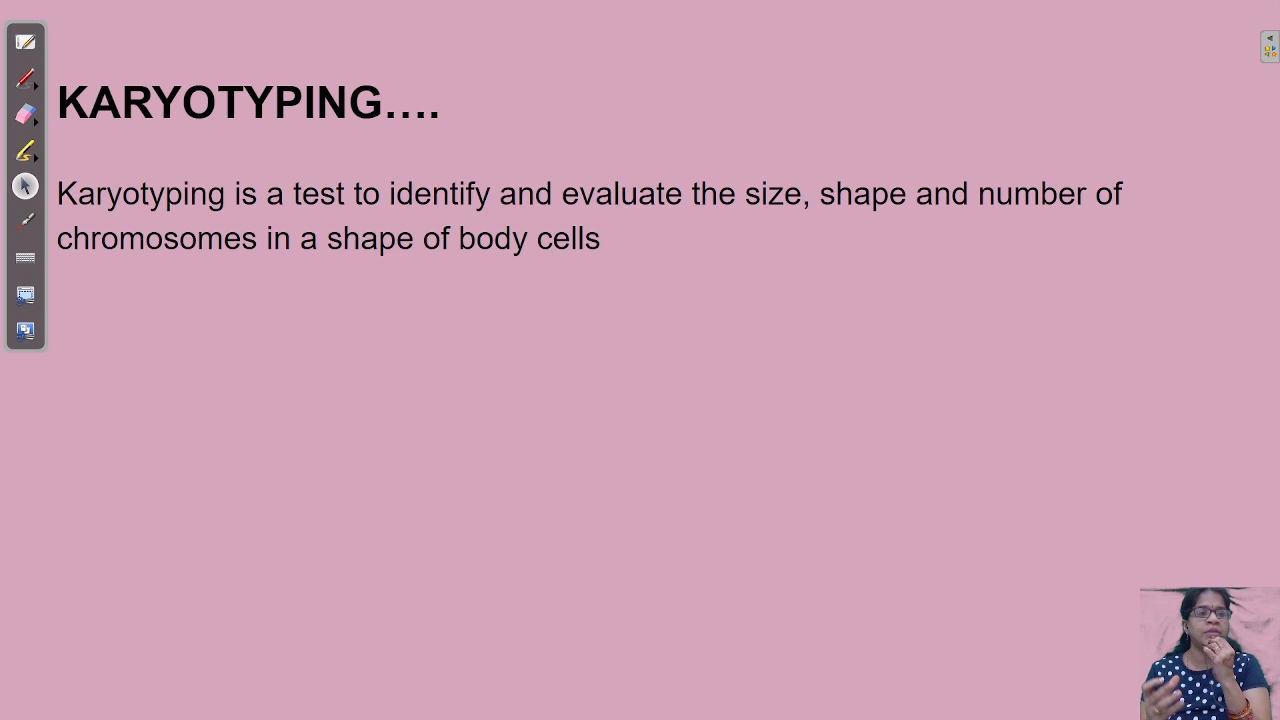 KARYOTYPING....
Karyotyping is a test to identify and evaluate the size, shape and number of
chromosomes in a shape of body cells